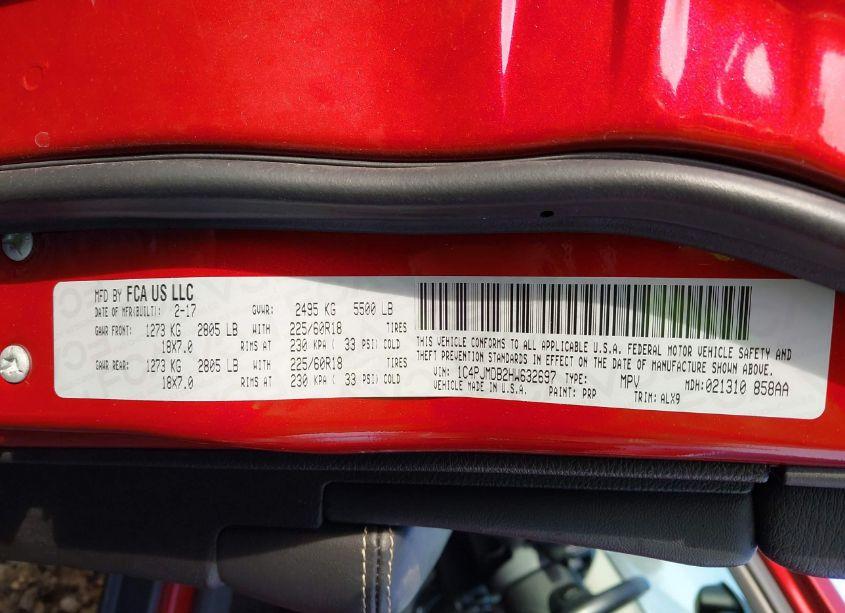 MFD BY FCA US LLC
DATE OF MFR(BUILT): 2-17 GVWR: 2495 KG 5500 LB
GAWR FRONT: 1273 KG 2805 LB WITH 225/60R18 TIRES
18X7.0 RIMS AT 230 KPA ( 33 PSI) COLD
GAWR REAR: 1273 KG 2805 LB WITH 225/60R18 TIRES
18X7.0 RIMS AT 230 KPA ( 33 PSI) COLD
THIS VEHICLE CONFORMS TO ALL APPLICABLE U.S.A. FEDERAL MOTOR VEHICLE SAFETY AND
THEFT PREVENTION STANDARDS IN EFFECT ON THE DATE OF MANUFACTURE SHOWN ABOVE.
VIN: 1C4PJMDB2HW632697 TYPE: MPV MDH:021310 858AA
VEHICLE MADE IN U.S.A. PAINT: PRP TRIM: ALX9